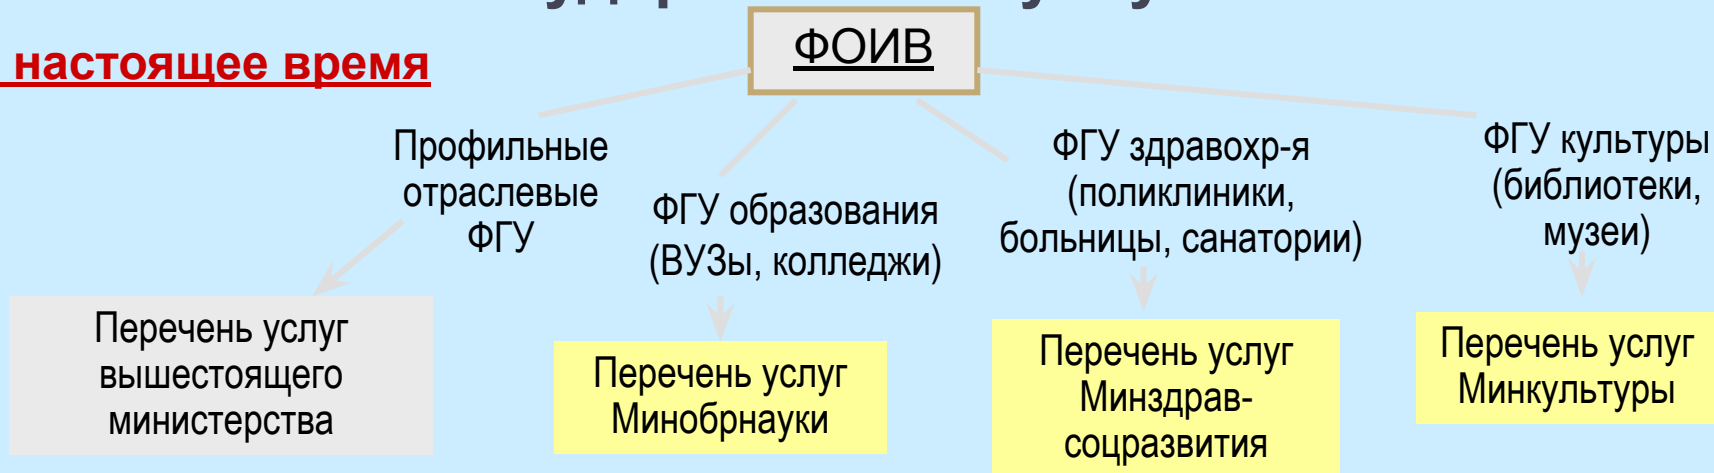 ФОИВ
настоящее время
Профильные
отраслевые
ФГУ
ФГУ образования
(ВУЗы, колледжи)
ФГУ здравохр-я
(поликлиники,
больницы, санатории)
ФГУ культуры
(библиотеки,
музеи)
Перечень услуг
вышестоящего
министерства
Перечень услуг
Минобрнауки
Перечень услуг
Минздрав-
соцразвития
Перечень услуг
Минкультуры